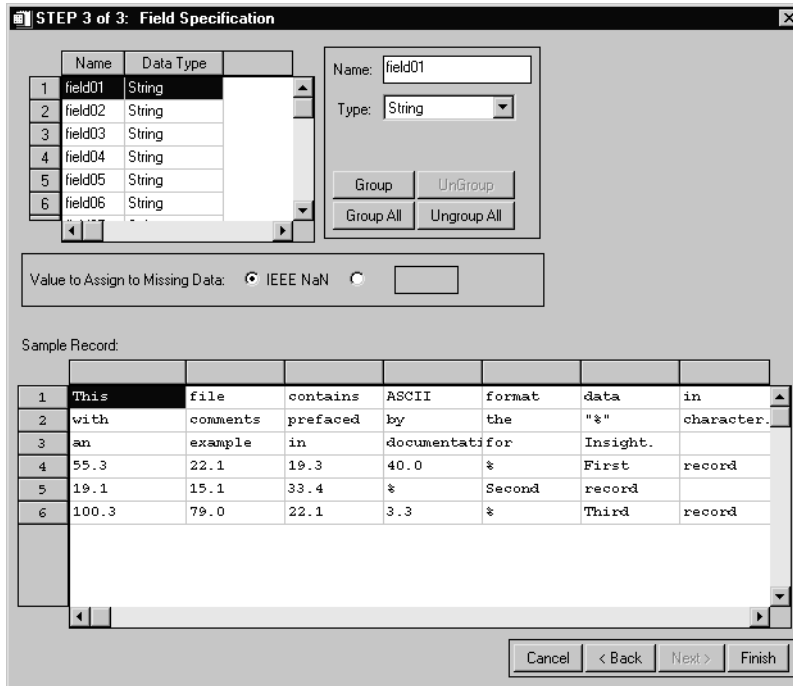 STEP 3 of 3: Field Specification
Name Data Type
1 field01 String
2 field02 String
3 field03 String
4 field04 String
5 field05 String
6 field06 String
Name: field01
Type: String
Group UnGroup
Group All Ungroup All
Value to Assign to Missing Data: IEEE NaN
Sample Record:
1 This file contains ASCII format data in
2 with comments prefaced by the "%" character.
3 an example in documentati for Insight.
4 55.3 22.1 19.3 40.0 % First record
5 19.1 15.1 33.4 % Second record
6 100.3 79.0 22.1 3.3 % Third record
Cancel < Back Next > Finish